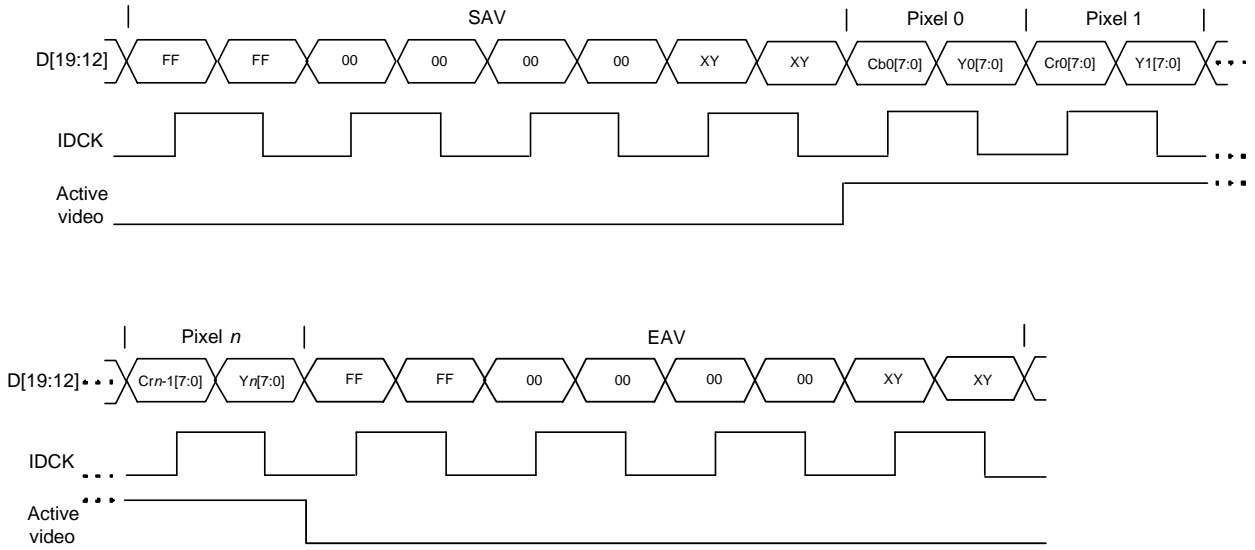 SAV Pixel 0 Pixel 1
D[19:12] FF FF 00 00 00 00 XY XY Cb0[7:0] Y0[7:0] Cr0[7:0] Y1[7:0]
IDCK
Active
video
Pixel n EAV
D[19:12] Crn-1[7:0] Yn[7:0] FF FF 00 00 00 00 XY XY
IDCK
Active
video